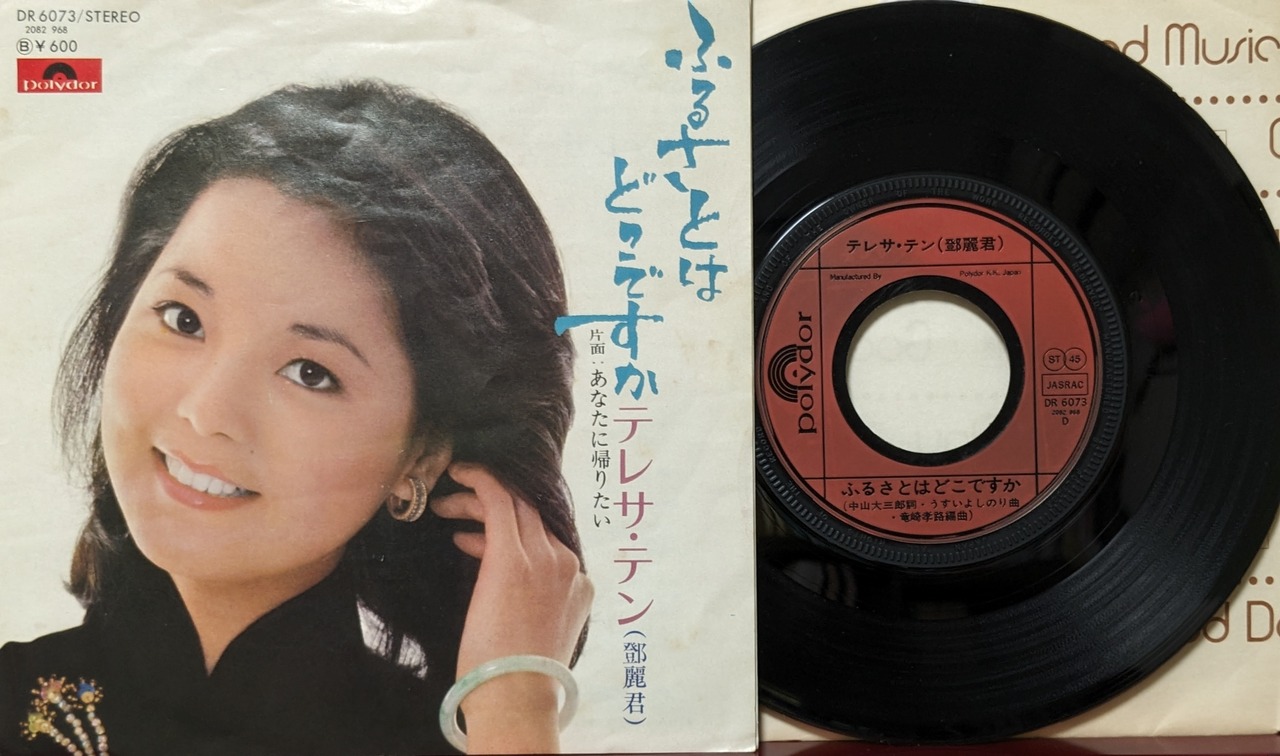 DR 6073/STEREO
2082 968
Ⓑ¥600
polydor
ふるさとは
どこですか
片面:あなたに帰りたい
テレサ・テン(鄧麗君)
テレサ・テン(鄧麗君)
Manufactured By
Polydor K.K., Japan
polydor
ST 45
JASRAC
DR 6073
2082 968
D
ふるさとはどこですか
(中山大三郎詞・うすいよしのり曲
・竜崎孝路編曲)
Music